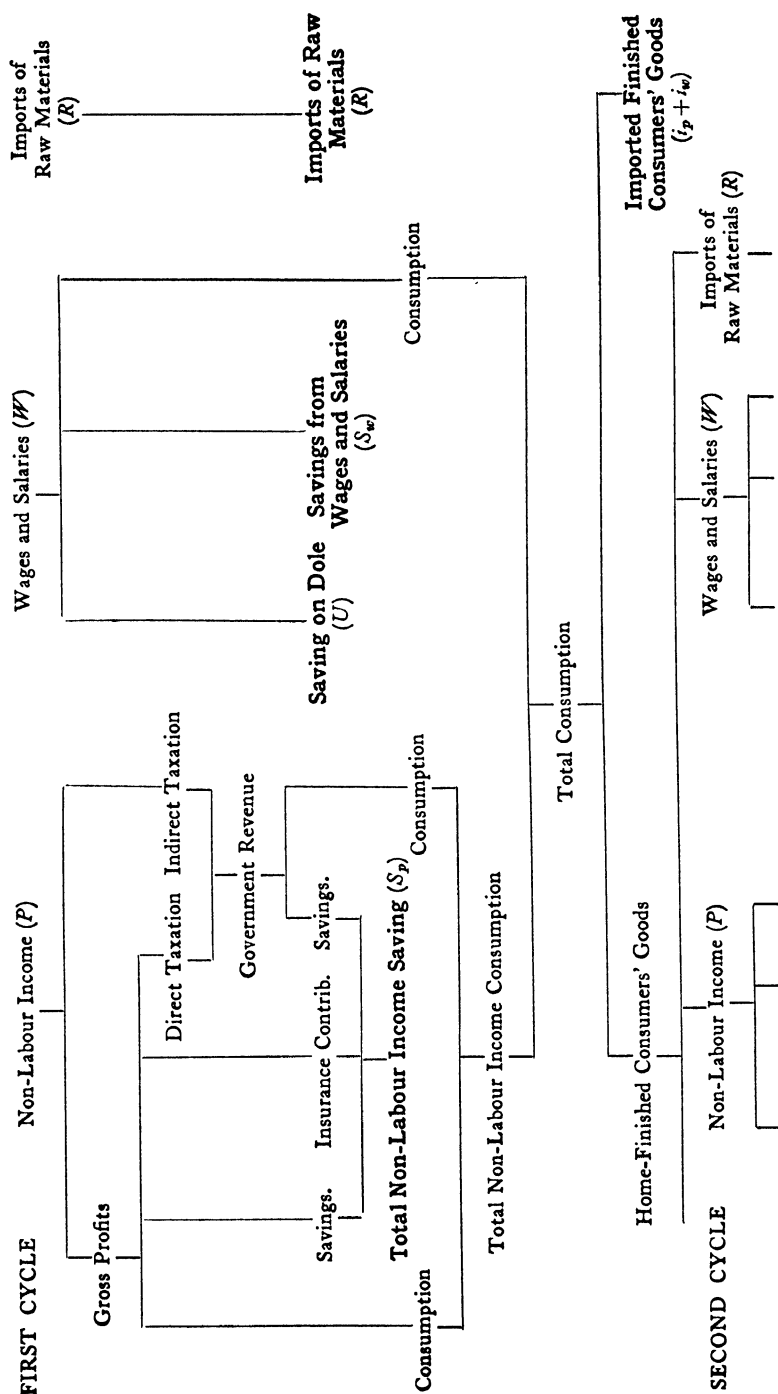 FIRST CYCLE
Non-Labour Income (P)
Wages and Salaries (W)
Imports of
Raw Materials
(R)
Gross Profits
Direct Taxation
Indirect Taxation
Government Revenue
Savings.
Insurance Contrib.
Savings.
Saving on Dole
(U)
Savings from
Wages and Salaries
(S_w)
Imports of Raw
Materials
(R)
Total Non-Labour Income Saving (S_p)
Consumption
Consumption
Consumption
Total Non-Labour Income Consumption
Total Consumption
Home-Finished Consumers' Goods
Imported Finished
Consumers' Goods
(i_p + i_w)
SECOND CYCLE
Non-Labour Income (P)
Wages and Salaries (W)
Imports of
Raw Materials (R)